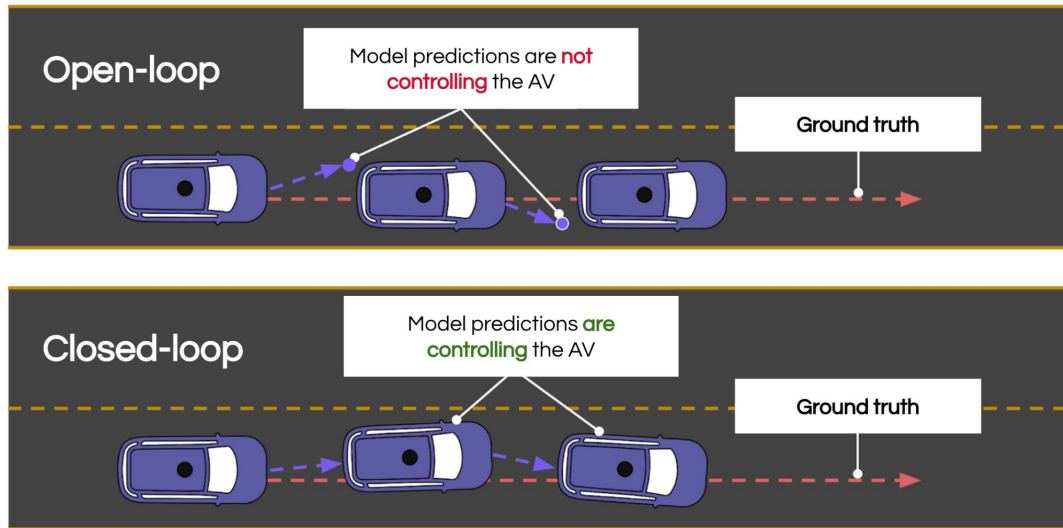 Open-loop
Model predictions are not
controlling the AV
Ground truth
Closed-loop
Model predictions are
controlling the AV
Ground truth